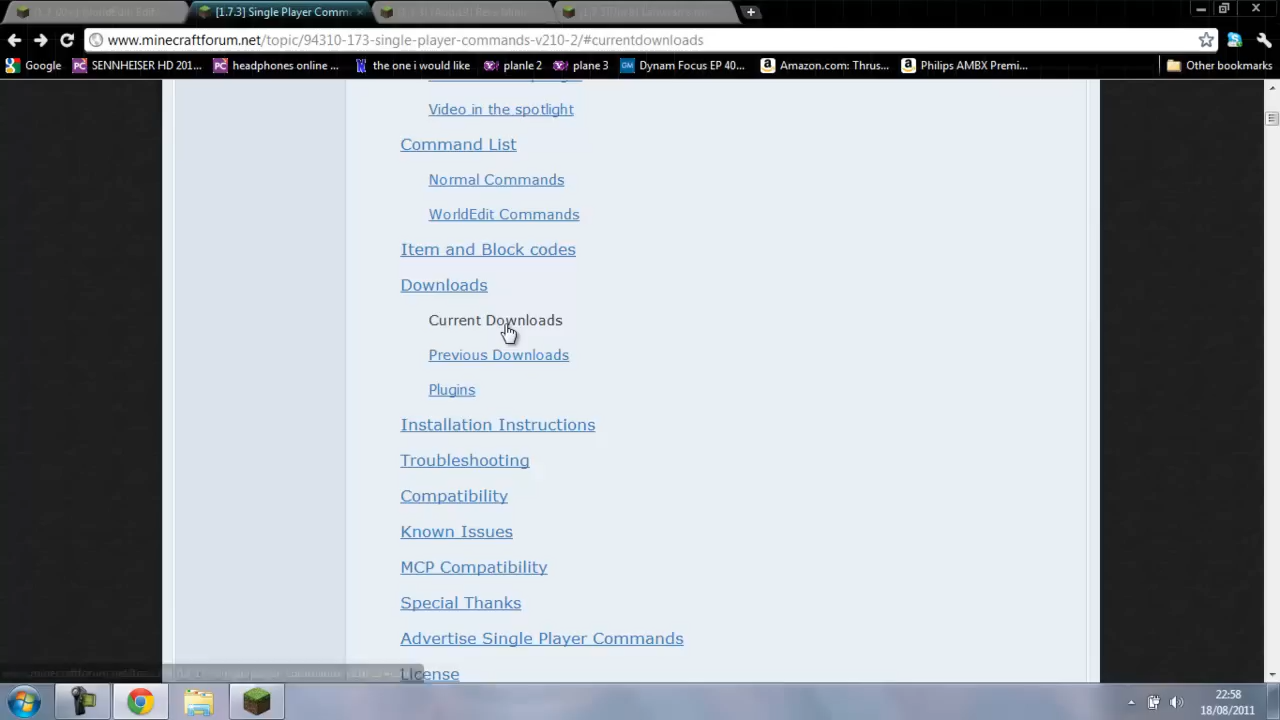 [1.7.3] Single Player Comm
www.minecraftforum.net/topic/94310-173-single-player-commands-v210-2/#currentdownloads
Google PC SENNHEISER HD 201... PC headphones online ... the one i would like planle 2 plane 3 GM Dynam Focus EP 40... Amazon.com: Thrus... Philips AMBX Premi... Other bookmarks
Video in the spotlight
Command List
Normal Commands
WorldEdit Commands
Item and Block codes
Downloads
Current Downloads
Previous Downloads
Plugins
Installation Instructions
Troubleshooting
Compatibility
Known Issues
MCP Compatibility
Special Thanks
Advertise Single Player Commands
License
22:58
18/08/2011